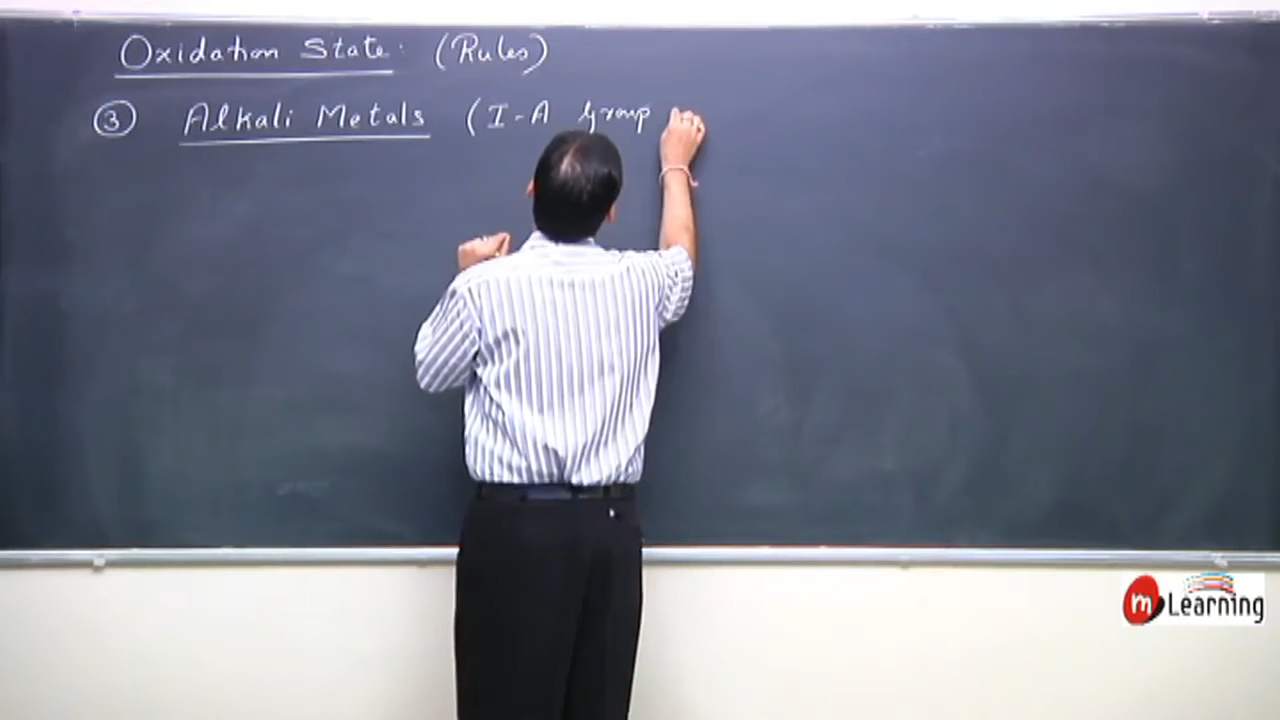 Oxidation State: (Rules)
③ Alkali Metals (I-A Group
m Learning